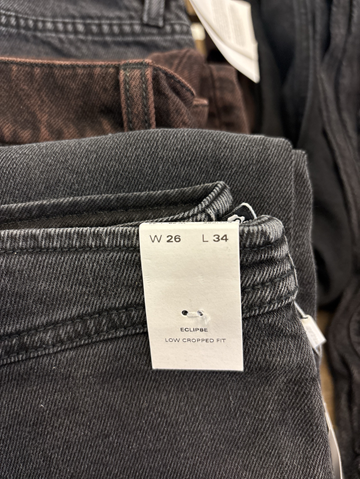 W 26 L 34
ECLIPSE
LOW CROPPED FIT